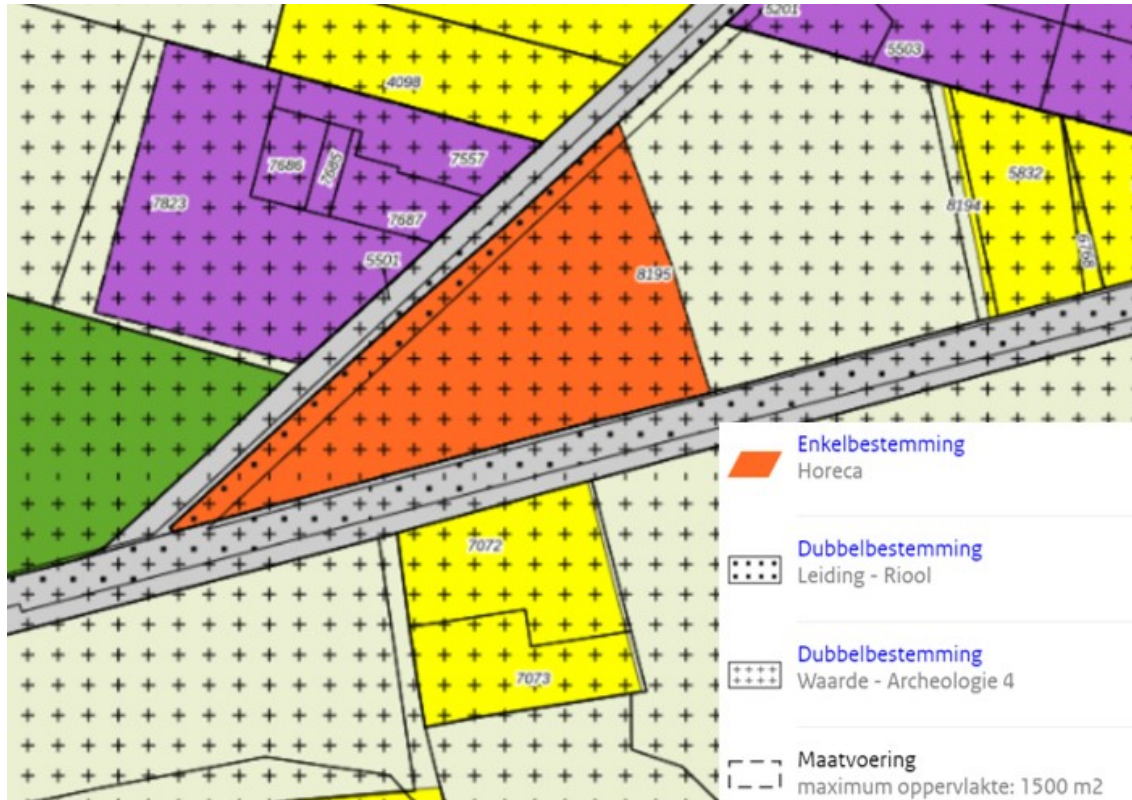 5201
5503
4098
7557
7686
7685
5832
7823
8194
7687
6768
5501
8195
7072
7073
Enkelbestemming
Horeca
Dubbelbestemming
Leiding - Riool
Dubbelbestemming
Waarde - Archeologie 4
Maatvoering
maximum oppervlakte: 1500 m2